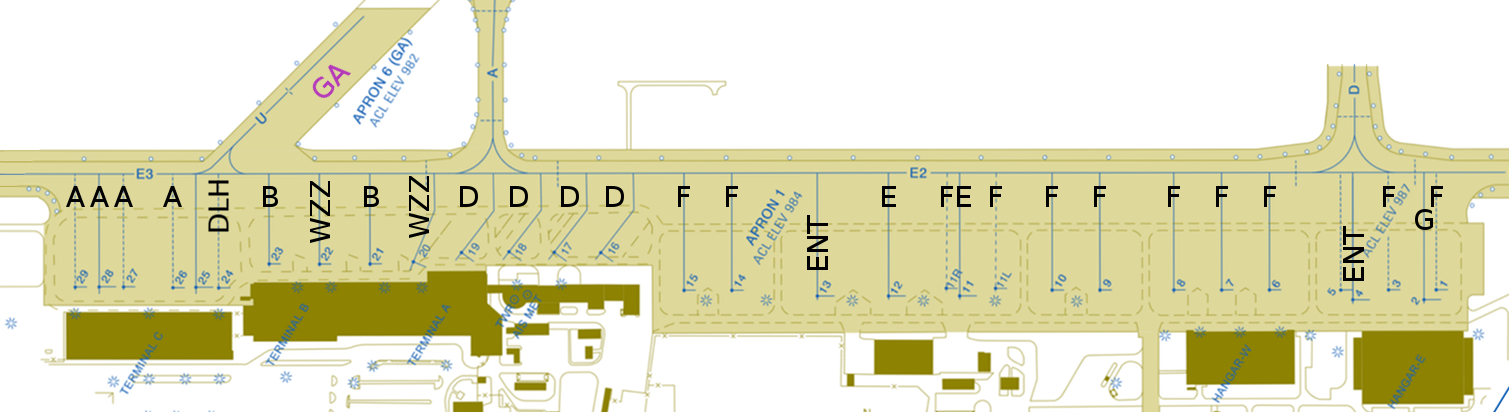 U
GA
APRON 6 (GA)
ACL ELEV 982
A
D
E3
E2
A A A A DLH B WZZ B WZZ D D D D F F ENT E F E F F F F F F ENT F F
G
APRON 1
ACL ELEV 984
ACL ELEV 987
29 28 27 26 25 24 23 22 21 20 19 18 17 16 15 14 13 12 11R 11 11L 10 9 8 7 6 5 4 3 2 1
TERMINAL C
TERMINAL B
TERMINAL A
TWR
AIS MET
HANGAR-W
HANGAR-E